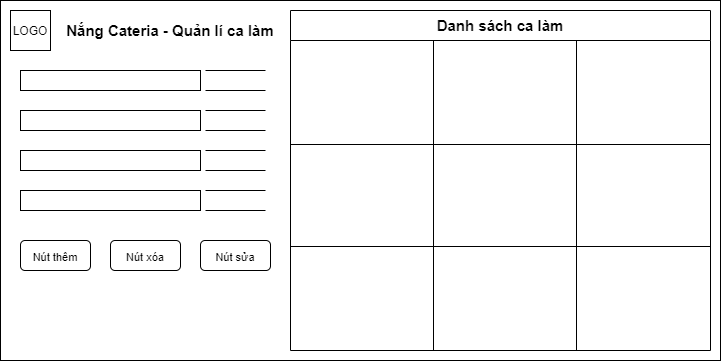 LOGO
Nắng Cateria - Quản lí ca làm
Danh sách ca làm
Nút thêm
Nút xóa
Nút sửa